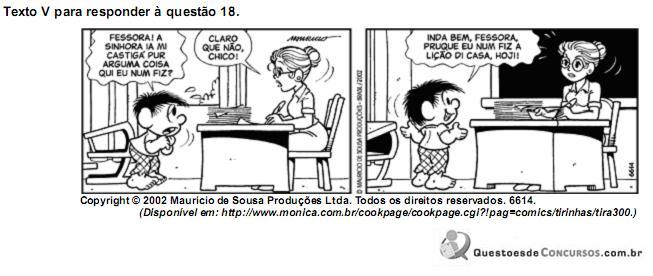 Texto V para responder à questão 18.
FESSORA! A
SINHORA IA MI
CASTIGÁ PUR
ARGUMA COISA
QUI EU NUM FIZ?
CLARO
QUE NÃO,
CHICO!
MAURICIO
© MAURICIO DE SOUSA PRODUÇÕES - BRASIL/2002
INDA BEM, FESSORA,
PRUQUE EU NUM FIZ A
LIÇÃO DI CASA, HOJI!
6614
Copyright © 2002 Mauricio de Sousa Produções Ltda. Todos os direitos reservados. 6614.
(Disponível em: http://www.monica.com.br/cookpage/cookpage.cgi?!pag=comics/tirinhas/tira300.)
QuestoesdeConcursos.com.br